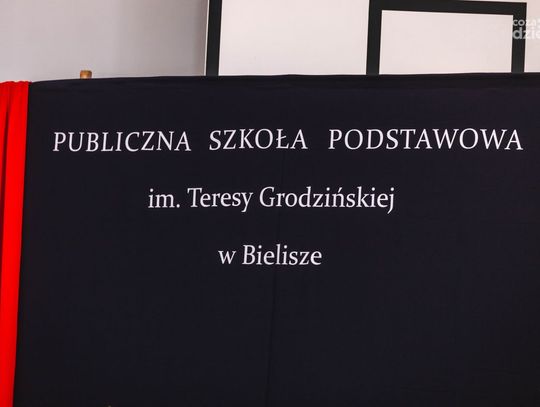 PUBLICZNA SZKOŁA PODSTAWOWA
im. Teresy Grodzińskiej
w Bielisze